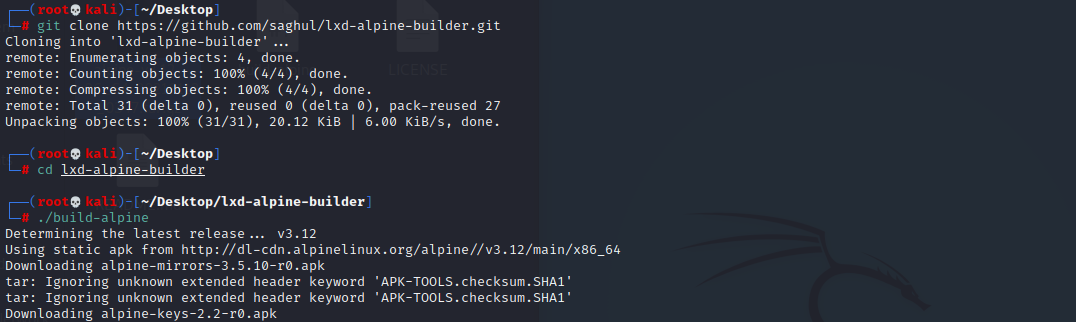 (root💀kali)-[~/Desktop]
# git clone https://github.com/saghul/lxd-alpine-builder.git
Cloning into 'lxd-alpine-builder'...
remote: Enumerating objects: 4, done.
remote: Counting objects: 100% (4/4), done.
remote: Compressing objects: 100% (4/4), done.
remote: Total 31 (delta 0), reused 0 (delta 0), pack-reused 27
Unpacking objects: 100% (31/31), 20.12 KiB | 6.00 KiB/s, done.
(root💀kali)-[~/Desktop]
# cd lxd-alpine-builder
(root💀kali)-[~/Desktop/lxd-alpine-builder]
# ./build-alpine
Determining the latest release... v3.12
Using static apk from http://dl-cdn.alpinelinux.org/alpine//v3.12/main/x86_64
Downloading alpine-mirrors-3.5.10-r0.apk
tar: Ignoring unknown extended header keyword 'APK-TOOLS.checksum.SHA1'
tar: Ignoring unknown extended header keyword 'APK-TOOLS.checksum.SHA1'
Downloading alpine-keys-2.2-r0.apk
LICENSE